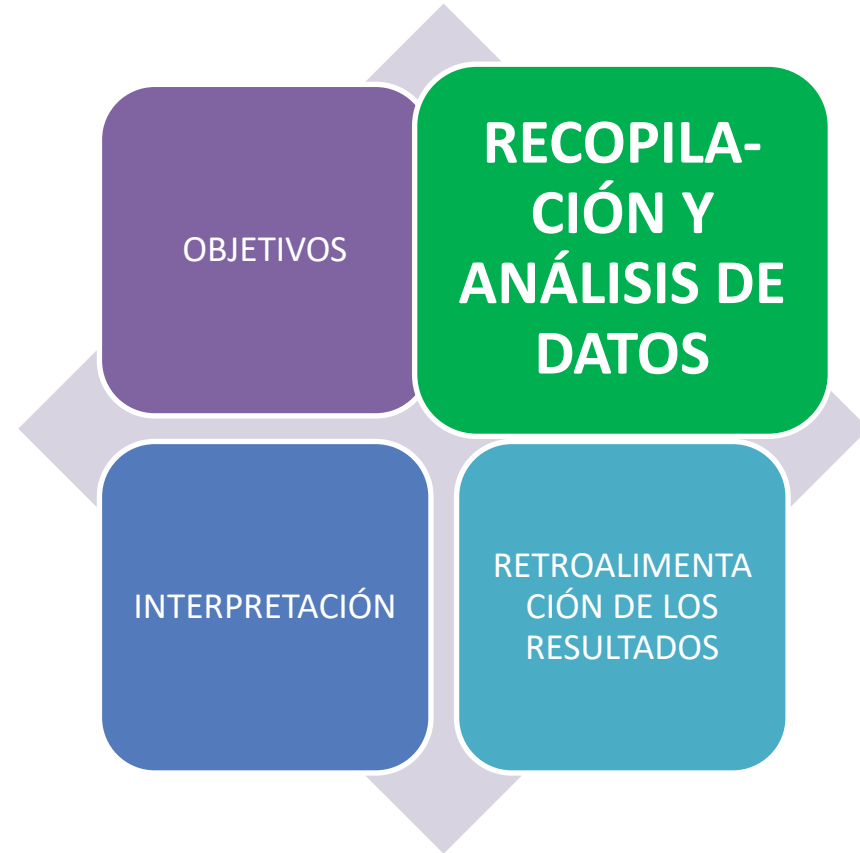 OBJETIVOS
RECOPILA-
CIÓN Y
ANÁLISIS DE
DATOS
INTERPRETACIÓN
RETROALIMENTA
CIÓN DE LOS
RESULTADOS